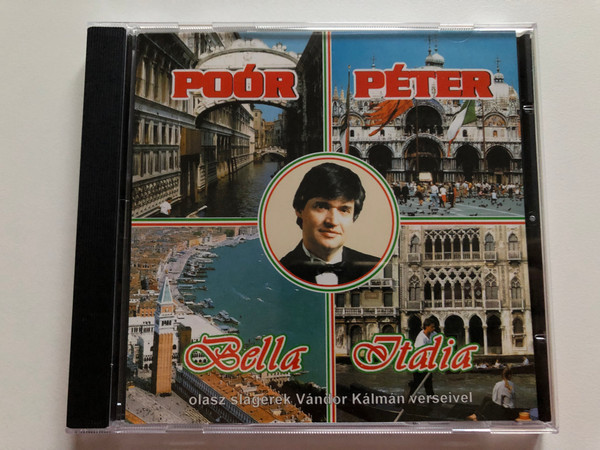 POÓR PÉTER
Bella Italia
olasz slágerek Vándor Kálmán verseivel